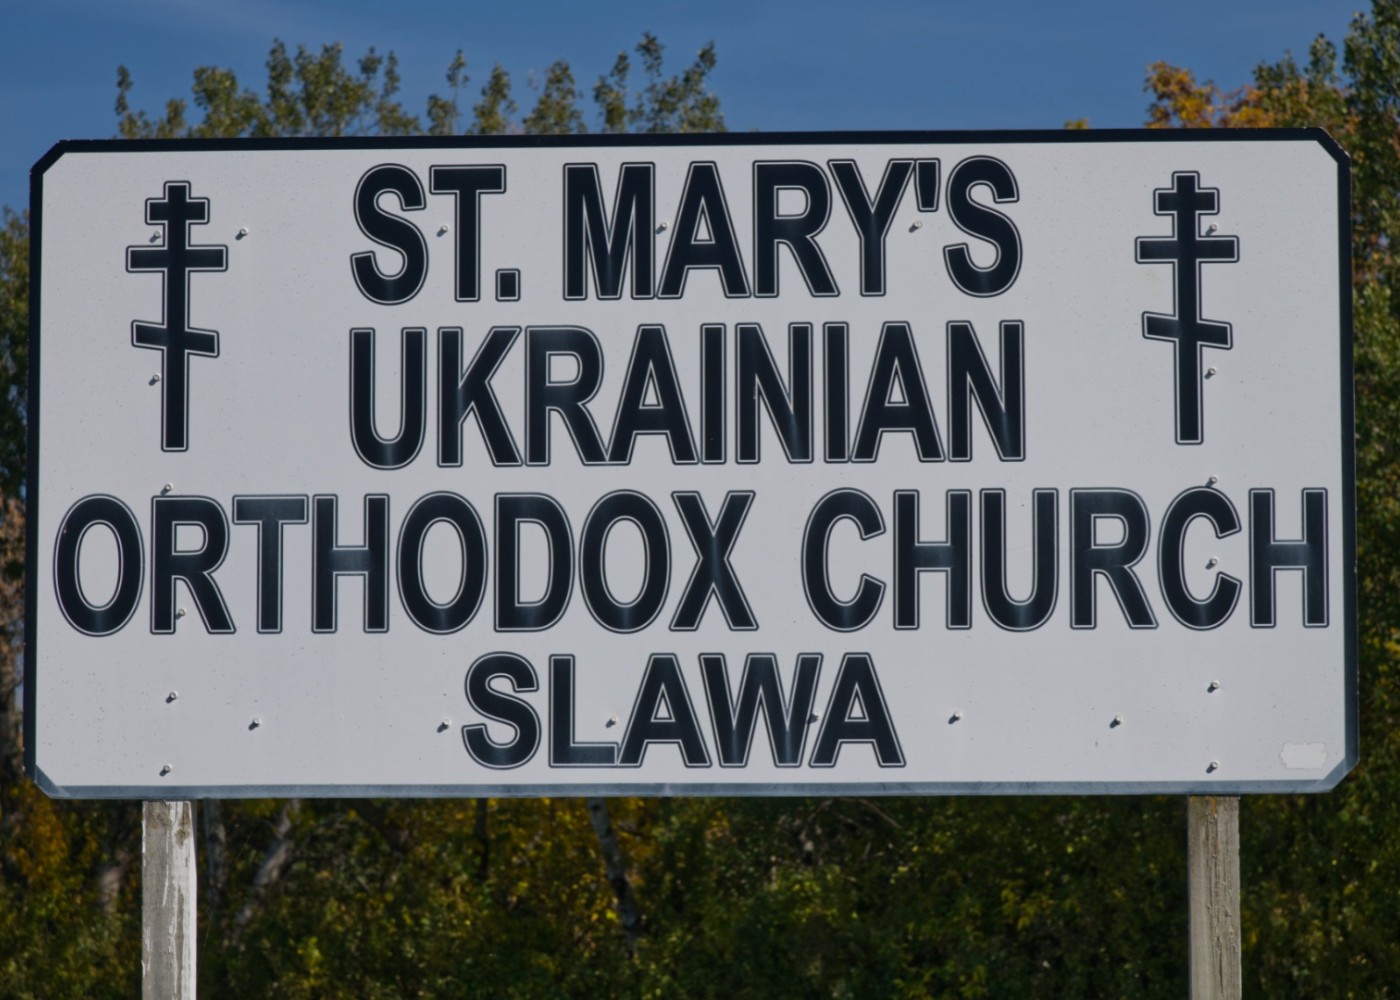 ST. MARY'S
UKRAINIAN
ORTHODOX CHURCH
SLAWA